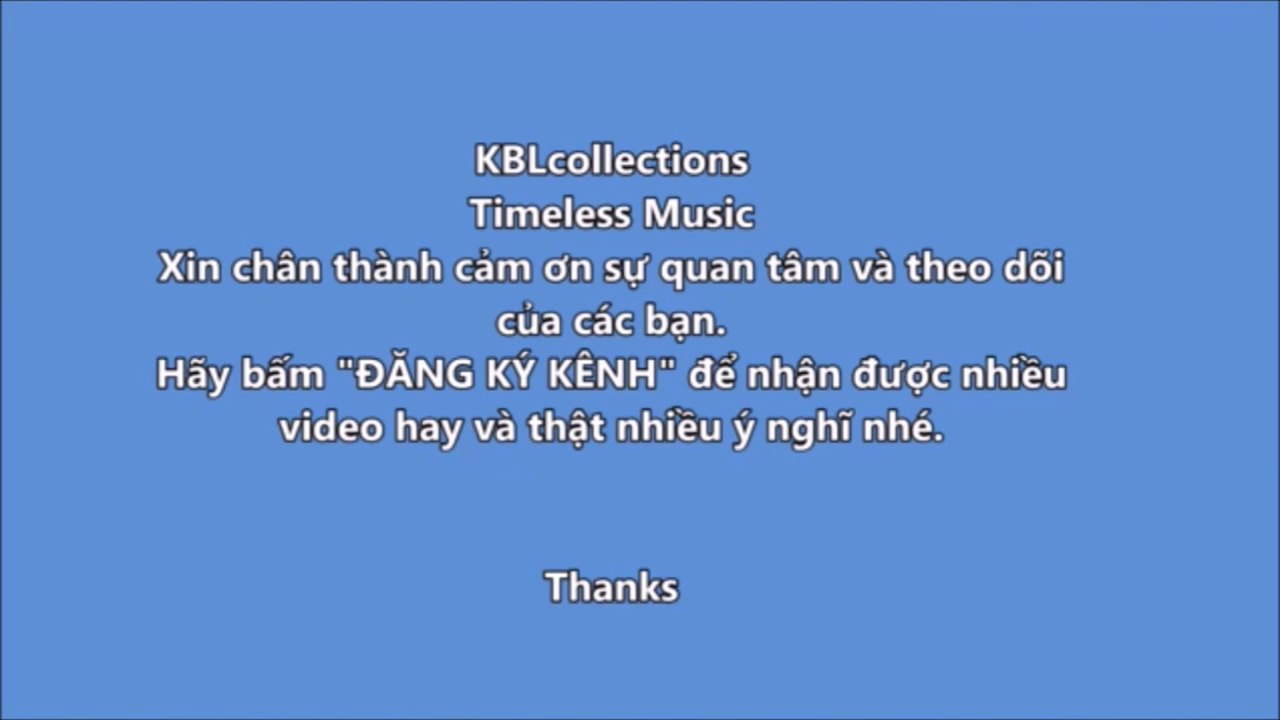 KBLcollections
Timeless Music
Xin chân thành cảm ơn sự quan tâm và theo dõi
của các bạn.
Hãy bấm "ĐĂNG KÝ KÊNH" để nhận được nhiều
video hay và thật nhiều ý nghĩ nhé.
Thanks